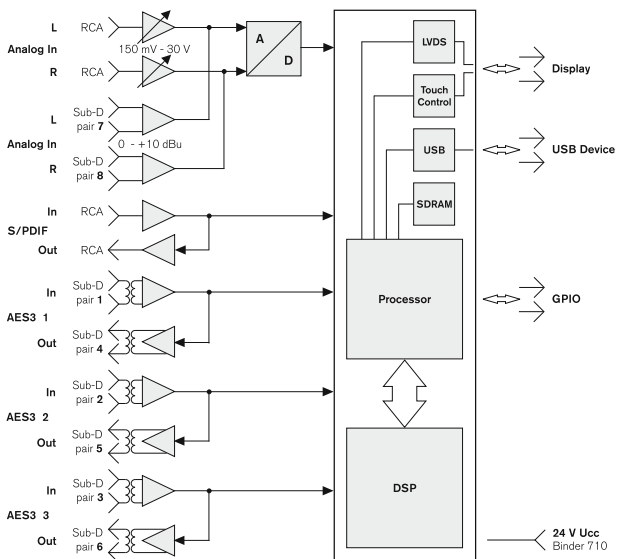 L RCA
Analog In 150 mV - 30 V
R RCA
A
D
L Sub-D
pair 7
Analog In 0 - +10 dBu
R Sub-D
pair 8
In RCA
S/PDIF
Out RCA
In Sub-D
pair 1
AES3 1
Out Sub-D
pair 4
In Sub-D
pair 2
AES3 2
Out Sub-D
pair 5
In Sub-D
pair 3
AES3 3
Out Sub-D
pair 6
LVDS
Touch
Control
USB
SDRAM
Processor
DSP
Display
USB Device
GPIO
24 V Ucc
Binder 710